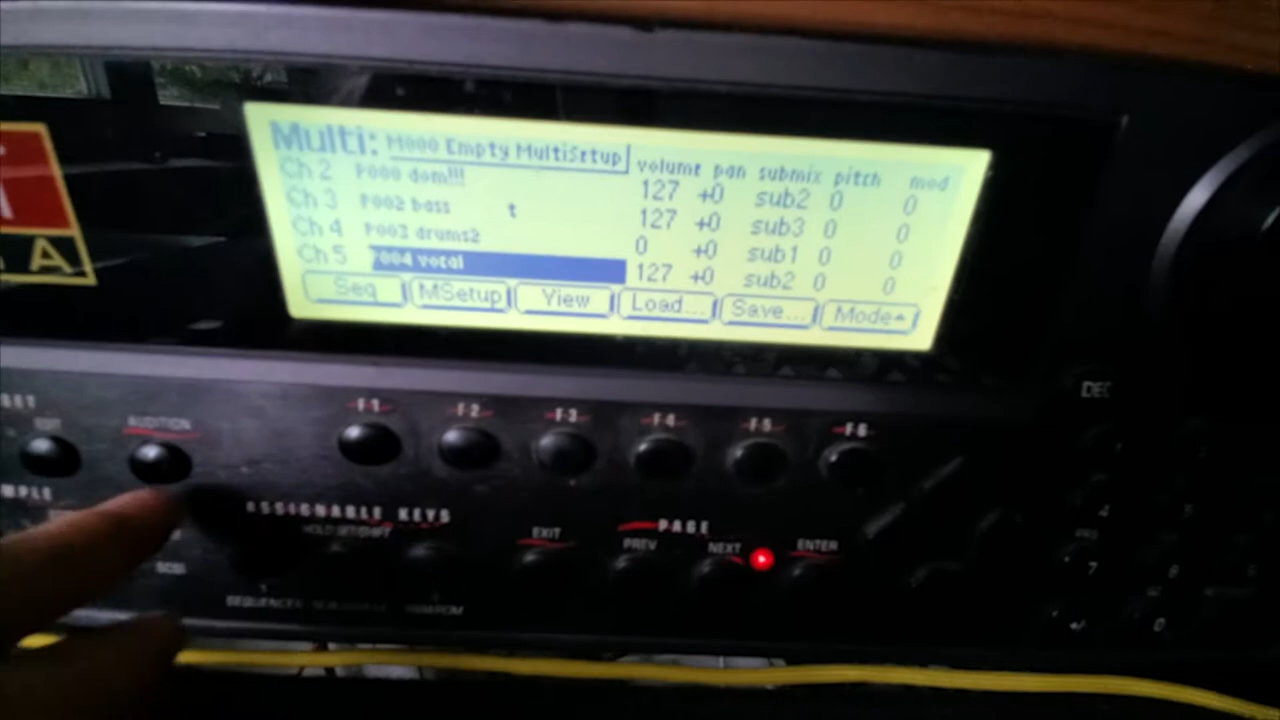 Multi: M000 Empty MultiSetup volume pan submix pitch mod
Ch 2 P000 dom!!! 127 +0 sub2 0 0
Ch 3 P002 bass t 127 +0 sub3 0 0
Ch 4 P003 drums2 0 +0 sub1 0 0
Ch 5 P004 vocal 127 +0 sub2 0 0
Seq MSetup View Load... Save... Mode
A
DEC
AUDITION F1 F2 F3 F4 F5 F6
ASSIGNABLE KEYS
EXIT PAGE
PREV NEXT ENTER
SCSI
SEQUENCER
4
7
0